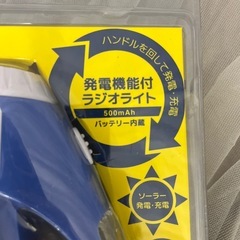 ハンドルを回して発電・充電
発電機能付
ラジオライト
500mAh
バッテリー内蔵
ソーラー
発電・充電